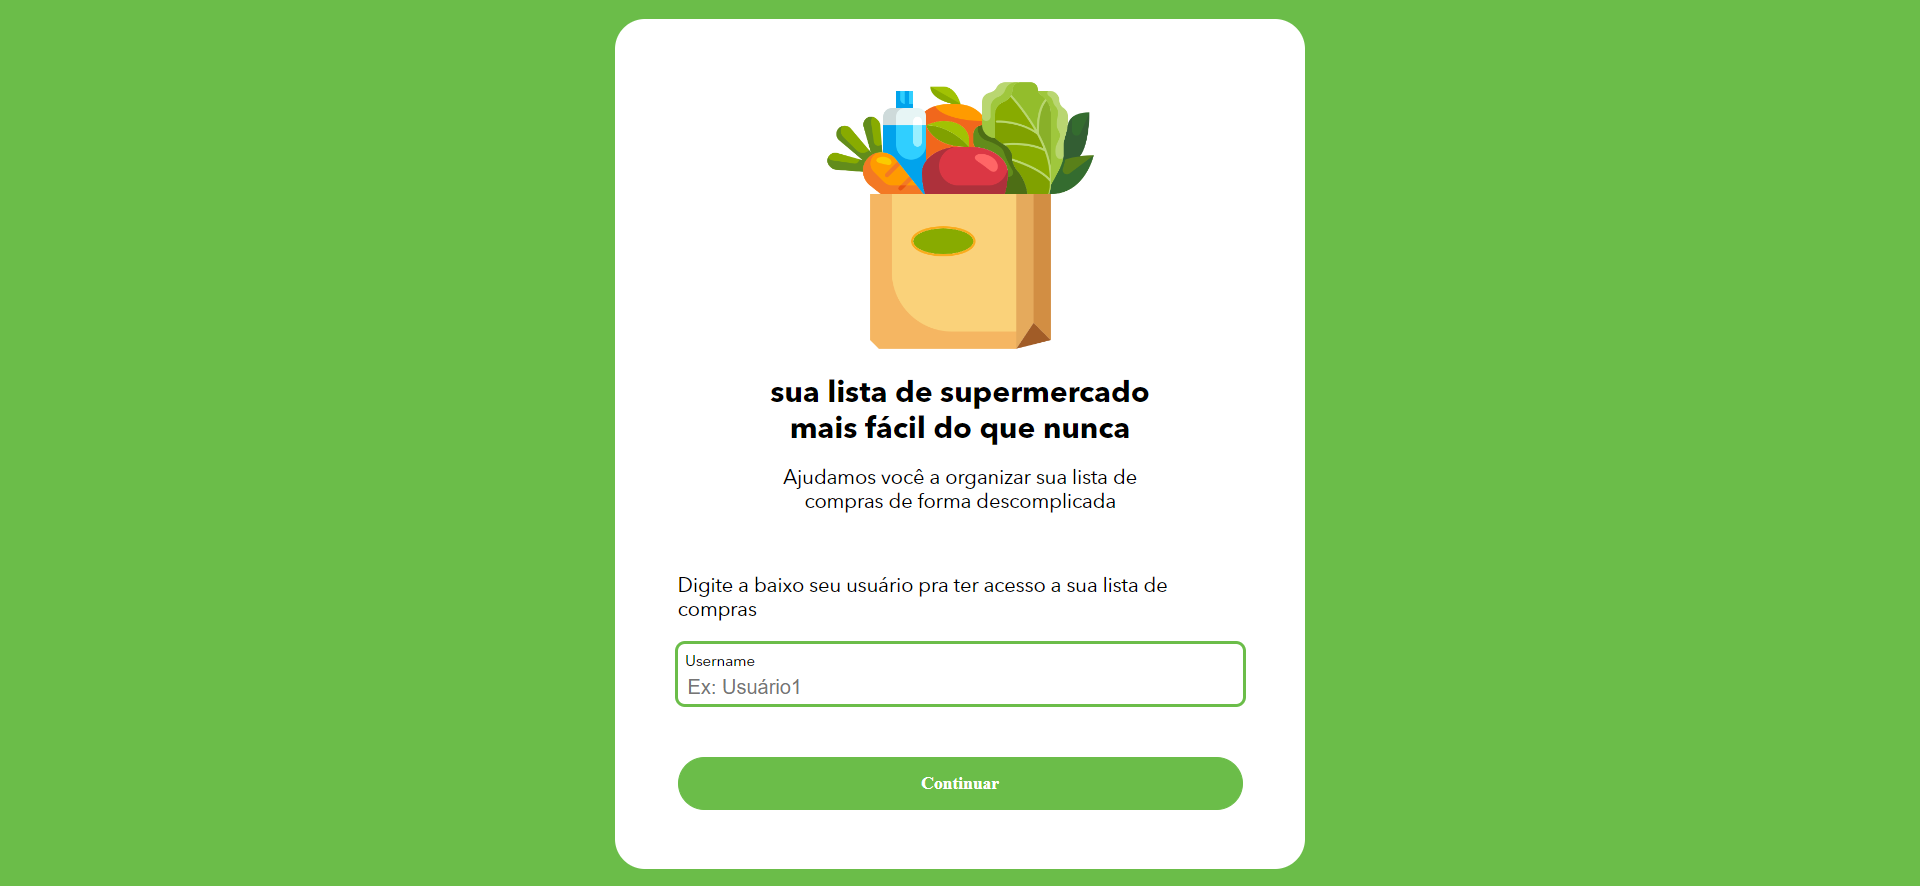 sua lista de supermercado
mais fácil do que nunca
Ajudamos você a organizar sua lista de
compras de forma descomplicada
Digite a baixo seu usuário pra ter acesso a sua lista de
compras
Username
Ex: Usuário1
Continuar